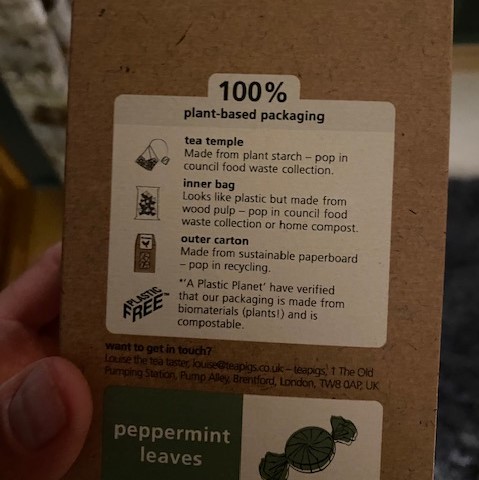 100%
plant-based packaging
tea temple
Made from plant starch – pop in
council food waste collection.
inner bag
Looks like plastic but made from
wood pulp – pop in council food
waste collection or home compost.
outer carton
Made from sustainable paperboard
– pop in recycling.
PLASTIC
FREE™
*'A Plastic Planet' have verified
that our packaging is made from
biomaterials (plants!) and is
compostable.
want to get in touch?
Louise the tea taster, louise@teapigs.co.uk – teapigs, 1 The Old
Pumping Station, Pump Alley, Brentford, London, TW8 0AP, UK
peppermint
leaves